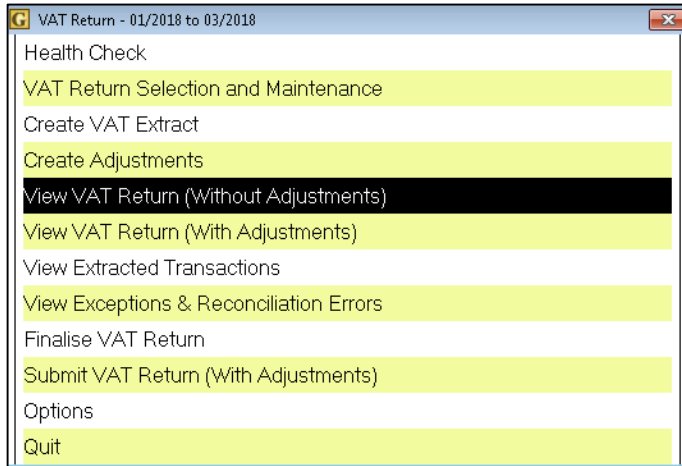 G VAT Return - 01/2018 to 03/2018
Health Check
VAT Return Selection and Maintenance
Create VAT Extract
Create Adjustments
View VAT Return (Without Adjustments)
View VAT Return (With Adjustments)
View Extracted Transactions
View Exceptions & Reconciliation Errors
Finalise VAT Return
Submit VAT Return (With Adjustments)
Options
Quit